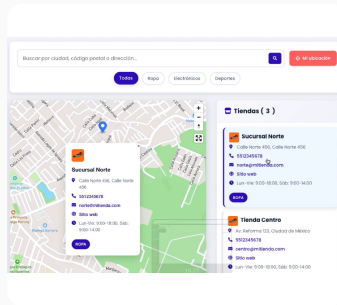 Buscar por ciudad, código postal o dirección...
Mi ubicación
Todas
Ropa
Electrónicos
Deportes
+
-
Sucursal Norte
Calle Norte 456, Calle Norte
456
5512345678
norte@mitienda.com
Sitio web
Lun-Vie: 9:00-18:00, Sáb:
9:00-14:00
ROPA
Tiendas ( 3 )
Sucursal Norte
Calle Norte 456, Calle Norte 456
5512345678
norte@mitienda.com
Sitio web
Lun-Vie: 9:00-18:00, Sáb: 9:00-14:00
ROPA
Tienda Centro
Av. Reforma 123, Ciudad de México
5512345678
centro@mitienda.com
Sitio web
Lun-Vie: 9:00-18:00, Sáb: 9:00-14:00